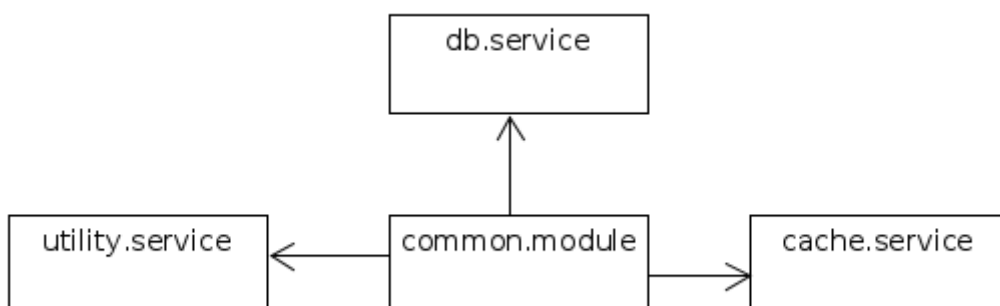 db.service
utility.service
common.module
cache.service